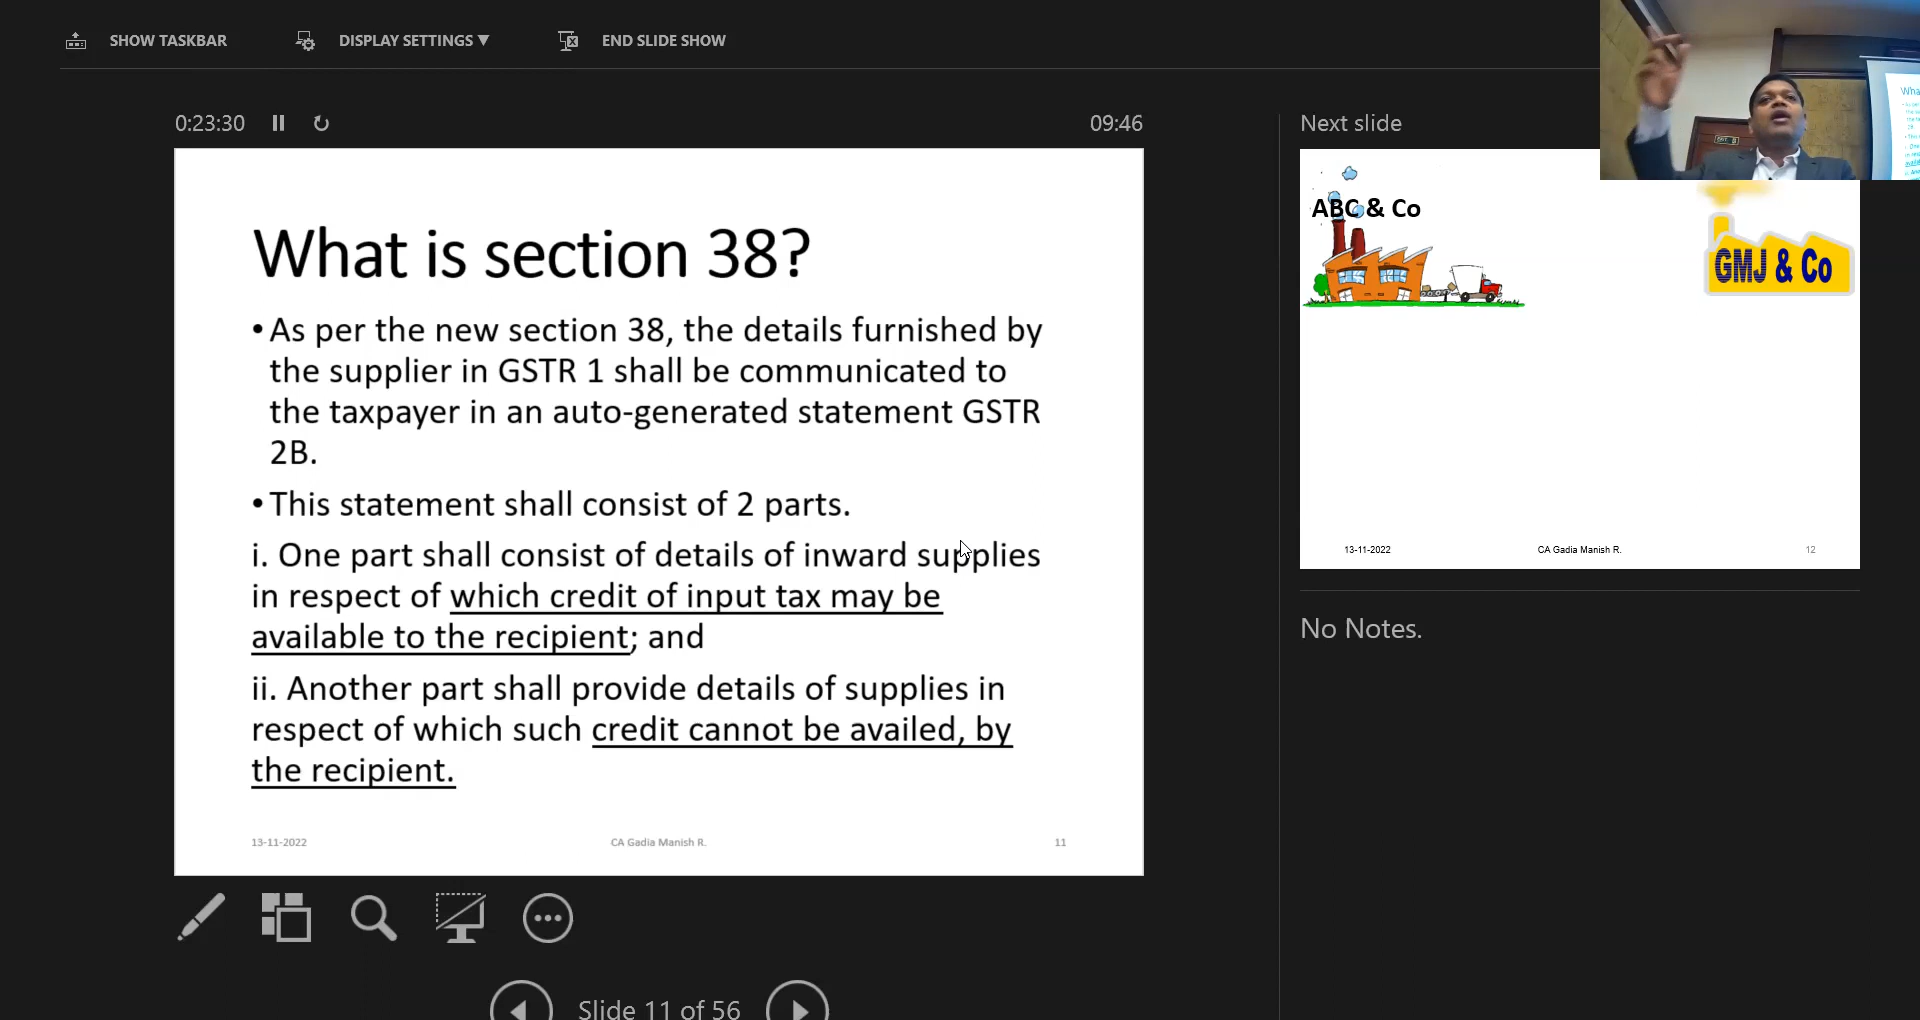 SHOW TASKBAR
DISPLAY SETTINGS ▼
END SLIDE SHOW
0:23:30
09:46
What is section 38?
• As per the new section 38, the details furnished by
the supplier in GSTR 1 shall be communicated to
the taxpayer in an auto-generated statement GSTR
2B.
• This statement shall consist of 2 parts.
i. One part shall consist of details of inward supplies
in respect of which credit of input tax may be
available to the recipient; and
ii. Another part shall provide details of supplies in
respect of which such credit cannot be availed, by
the recipient.
13-11-2022
CA Gadia Manish R.
11
Slide 11 of 56
Next slide
ABC & Co
GMJ & Co
13-11-2022
CA Gadia Manish R.
12
No Notes.